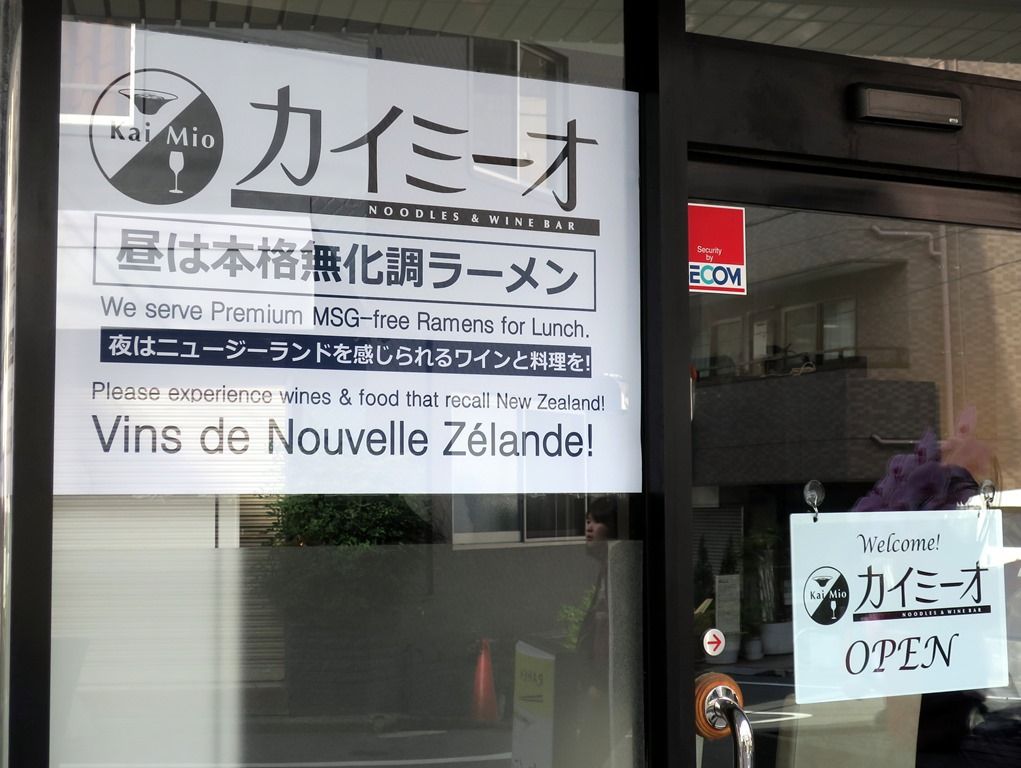 Kai Mio
カイミーオ
NOODLES & WINE BAR
昼は本格無化調ラーメン
We serve Premium MSG-free Ramens for Lunch.
夜はニュージーランドを感じられるワインと料理を!
Please experience wines & food that recall New Zealand!
Vins de Nouvelle Zélande!
Security
by
ECOM
Welcome!
Kai Mio
カイミーオ
NOODLES & WINE BAR
OPEN